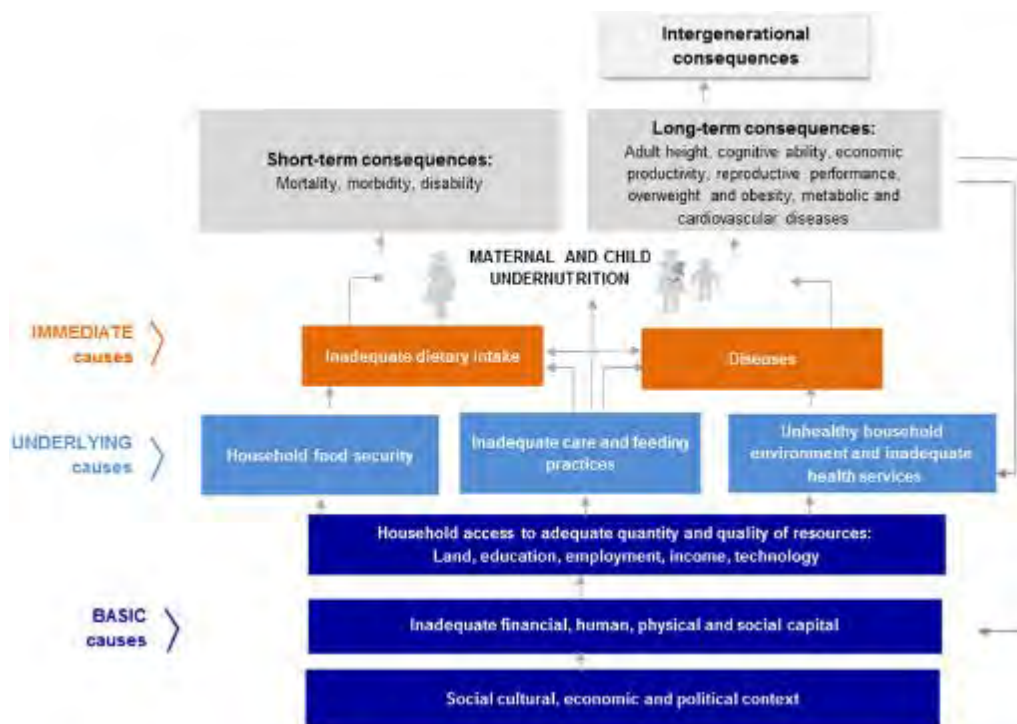 Intergenerational
consequences
Short-term consequences:
Mortality, morbidity, disability
Long-term consequences:
Adult height, cognitive ability, economic
productivity, reproductive performance,
overweight and obesity, metabolic and
cardiovascular diseases
MATERNAL AND CHILD
UNDERNUTRITION
IMMEDIATE
causes
Inadequate dietary intake
Diseases
UNDERLYING
causes
Household food security
Inadequate care and feeding
practices
Unhealthy household
environment and inadequate
health services
Household access to adequate quantity and quality of resources:
Land, education, employment, income, technology
BASIC
causes
Inadequate financial, human, physical and social capital
Social cultural, economic and political context